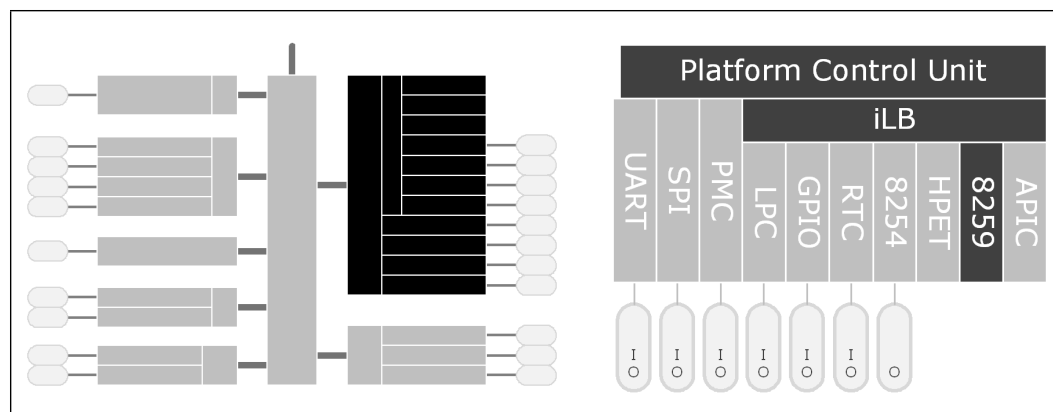 Platform Control Unit
iLB
UART
SPI
PMC
LPC
GPIO
RTC
8254
HPET
8259
APIC
I O
I O
I O
I O
I O
I O
O